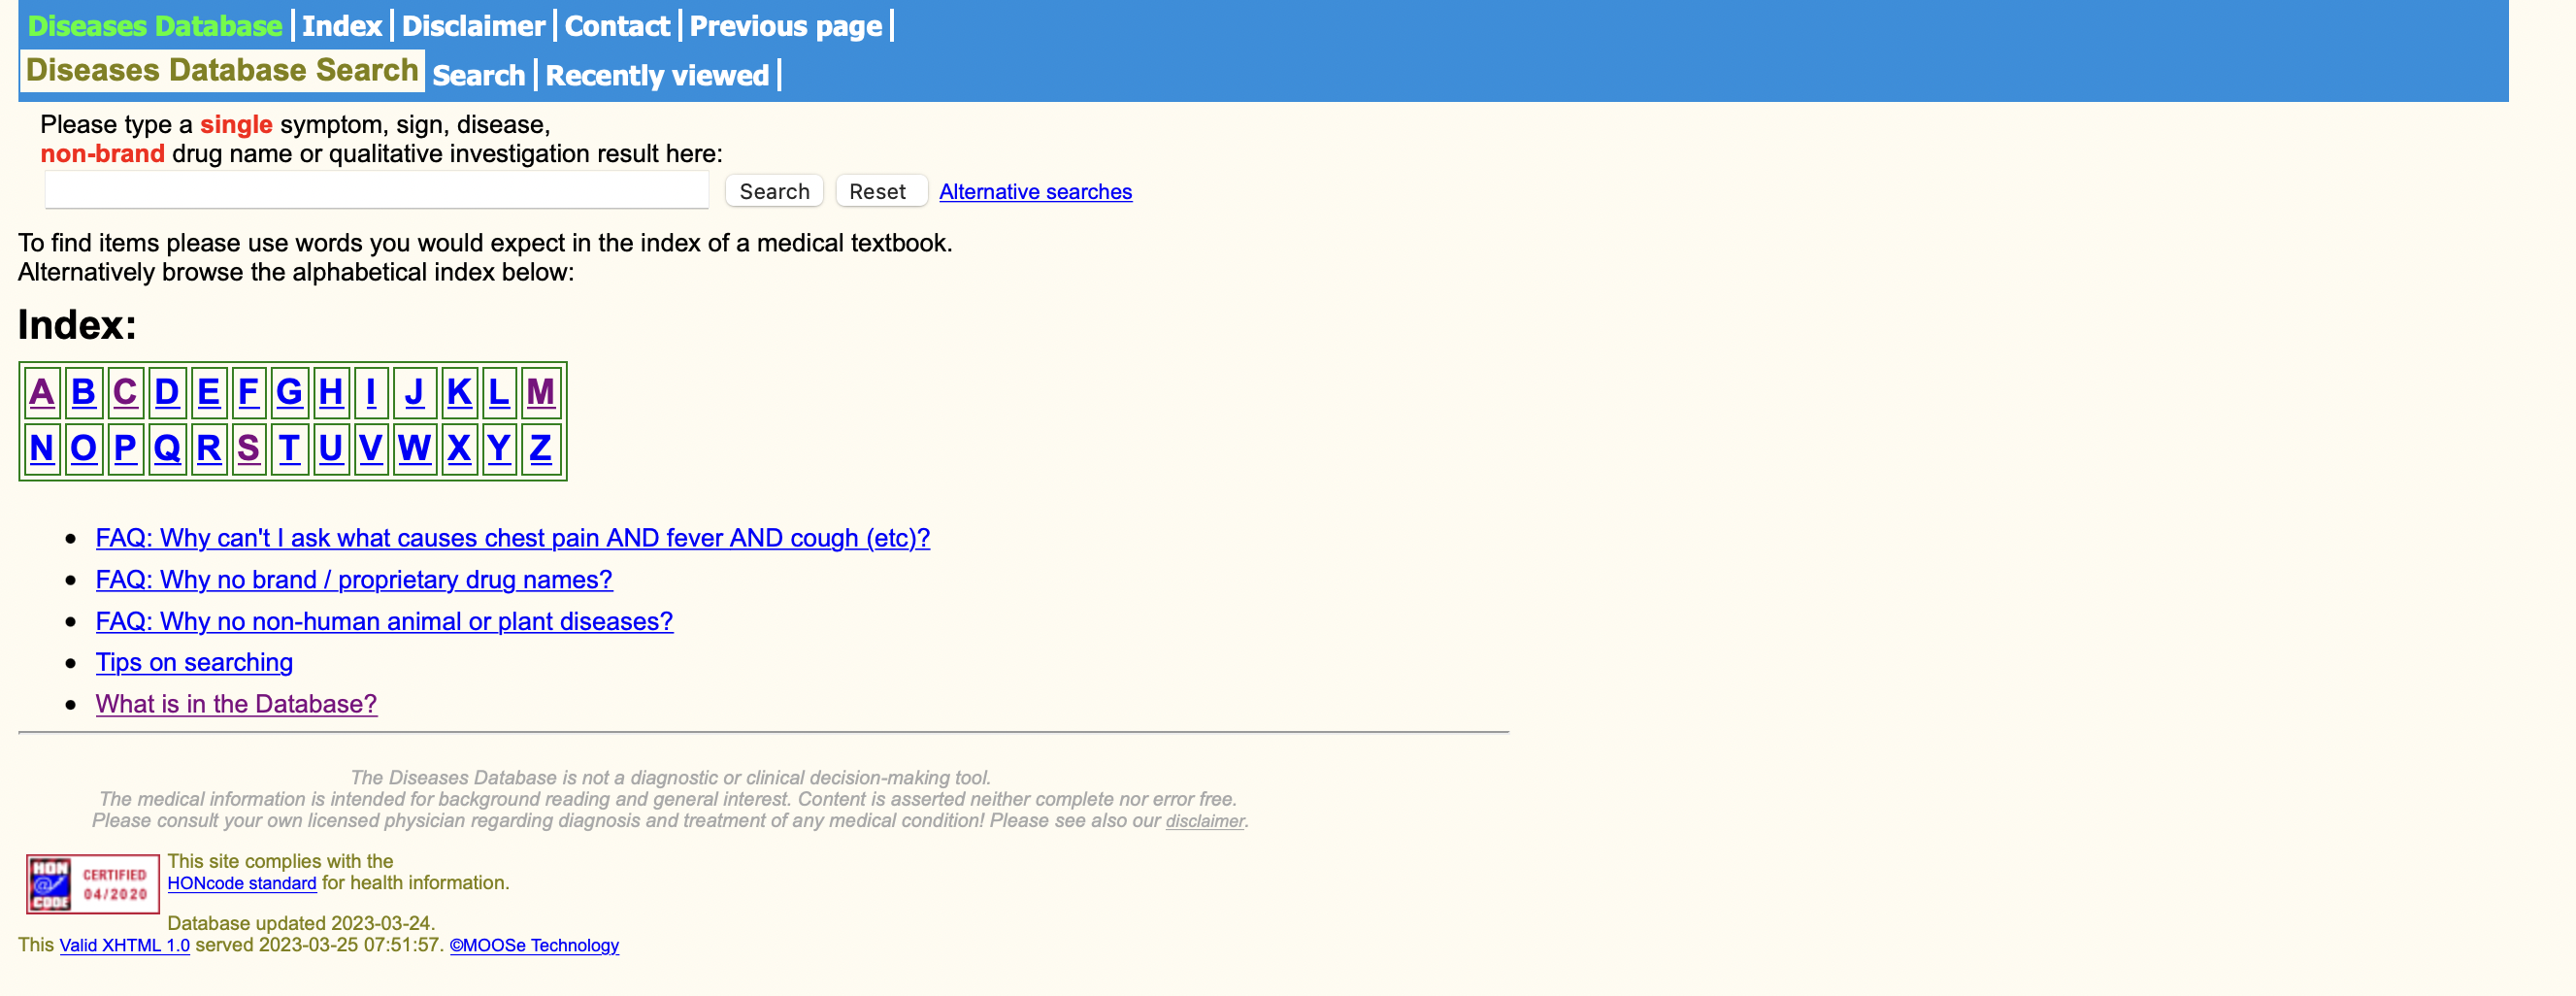 Diseases Database | Index | Disclaimer | Contact | Previous page |
Diseases Database Search Search | Recently viewed |
Please type a single symptom, sign, disease,
non-brand drug name or qualitative investigation result here:
Search Reset Alternative searches
To find items please use words you would expect in the index of a medical textbook.
Alternatively browse the alphabetical index below:
Index:
A B C D E F G H I J K L M
N O P Q R S T U V W X Y Z
• FAQ: Why can't I ask what causes chest pain AND fever AND cough (etc)?
• FAQ: Why no brand / proprietary drug names?
• FAQ: Why no non-human animal or plant diseases?
• Tips on searching
• What is in the Database?
The Diseases Database is not a diagnostic or clinical decision-making tool.
The medical information is intended for background reading and general interest. Content is asserted neither complete nor error free.
Please consult your own licensed physician regarding diagnosis and treatment of any medical condition! Please see also our disclaimer.
HON @ CODE CERTIFIED 04/2020
This site complies with the
HONcode standard for health information.
Database updated 2023-03-24.
This Valid XHTML 1.0 served 2023-03-25 07:51:57. ©MOOSe Technology